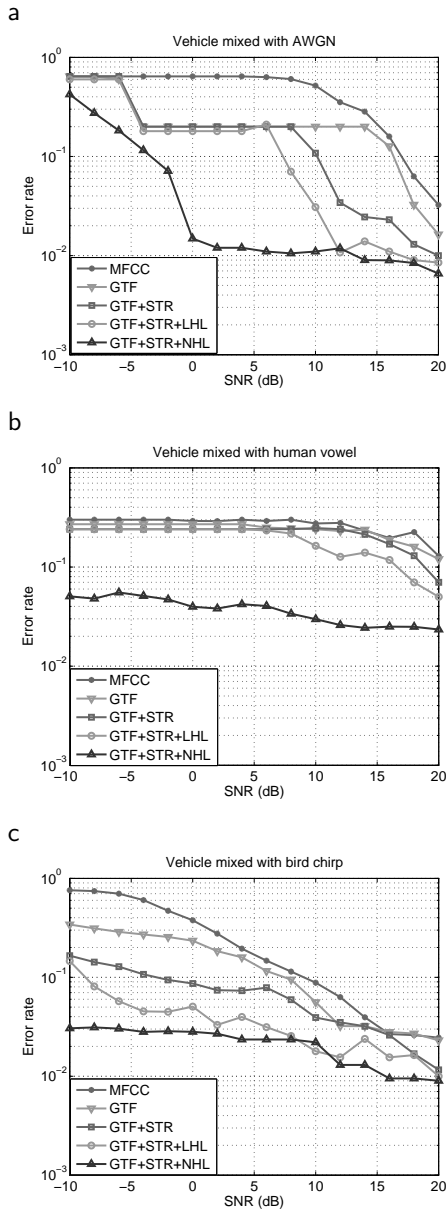 a
Vehicle mixed with AWGN
10^0
10^−1
10^−2
10^−3
Error rate
MFCC
GTF
GTF+STR
GTF+STR+LHL
GTF+STR+NHL
−10 −5 0 5 10 15 20
SNR (dB)
b
Vehicle mixed with human vowel
10^0
10^−1
10^−2
10^−3
Error rate
MFCC
GTF
GTF+STR
GTF+STR+LHL
GTF+STR+NHL
−10 −5 0 5 10 15 20
SNR (dB)
c
Vehicle mixed with bird chirp
10^0
10^−1
10^−2
10^−3
Error rate
MFCC
GTF
GTF+STR
GTF+STR+LHL
GTF+STR+NHL
−10 −5 0 5 10 15 20
SNR (dB)